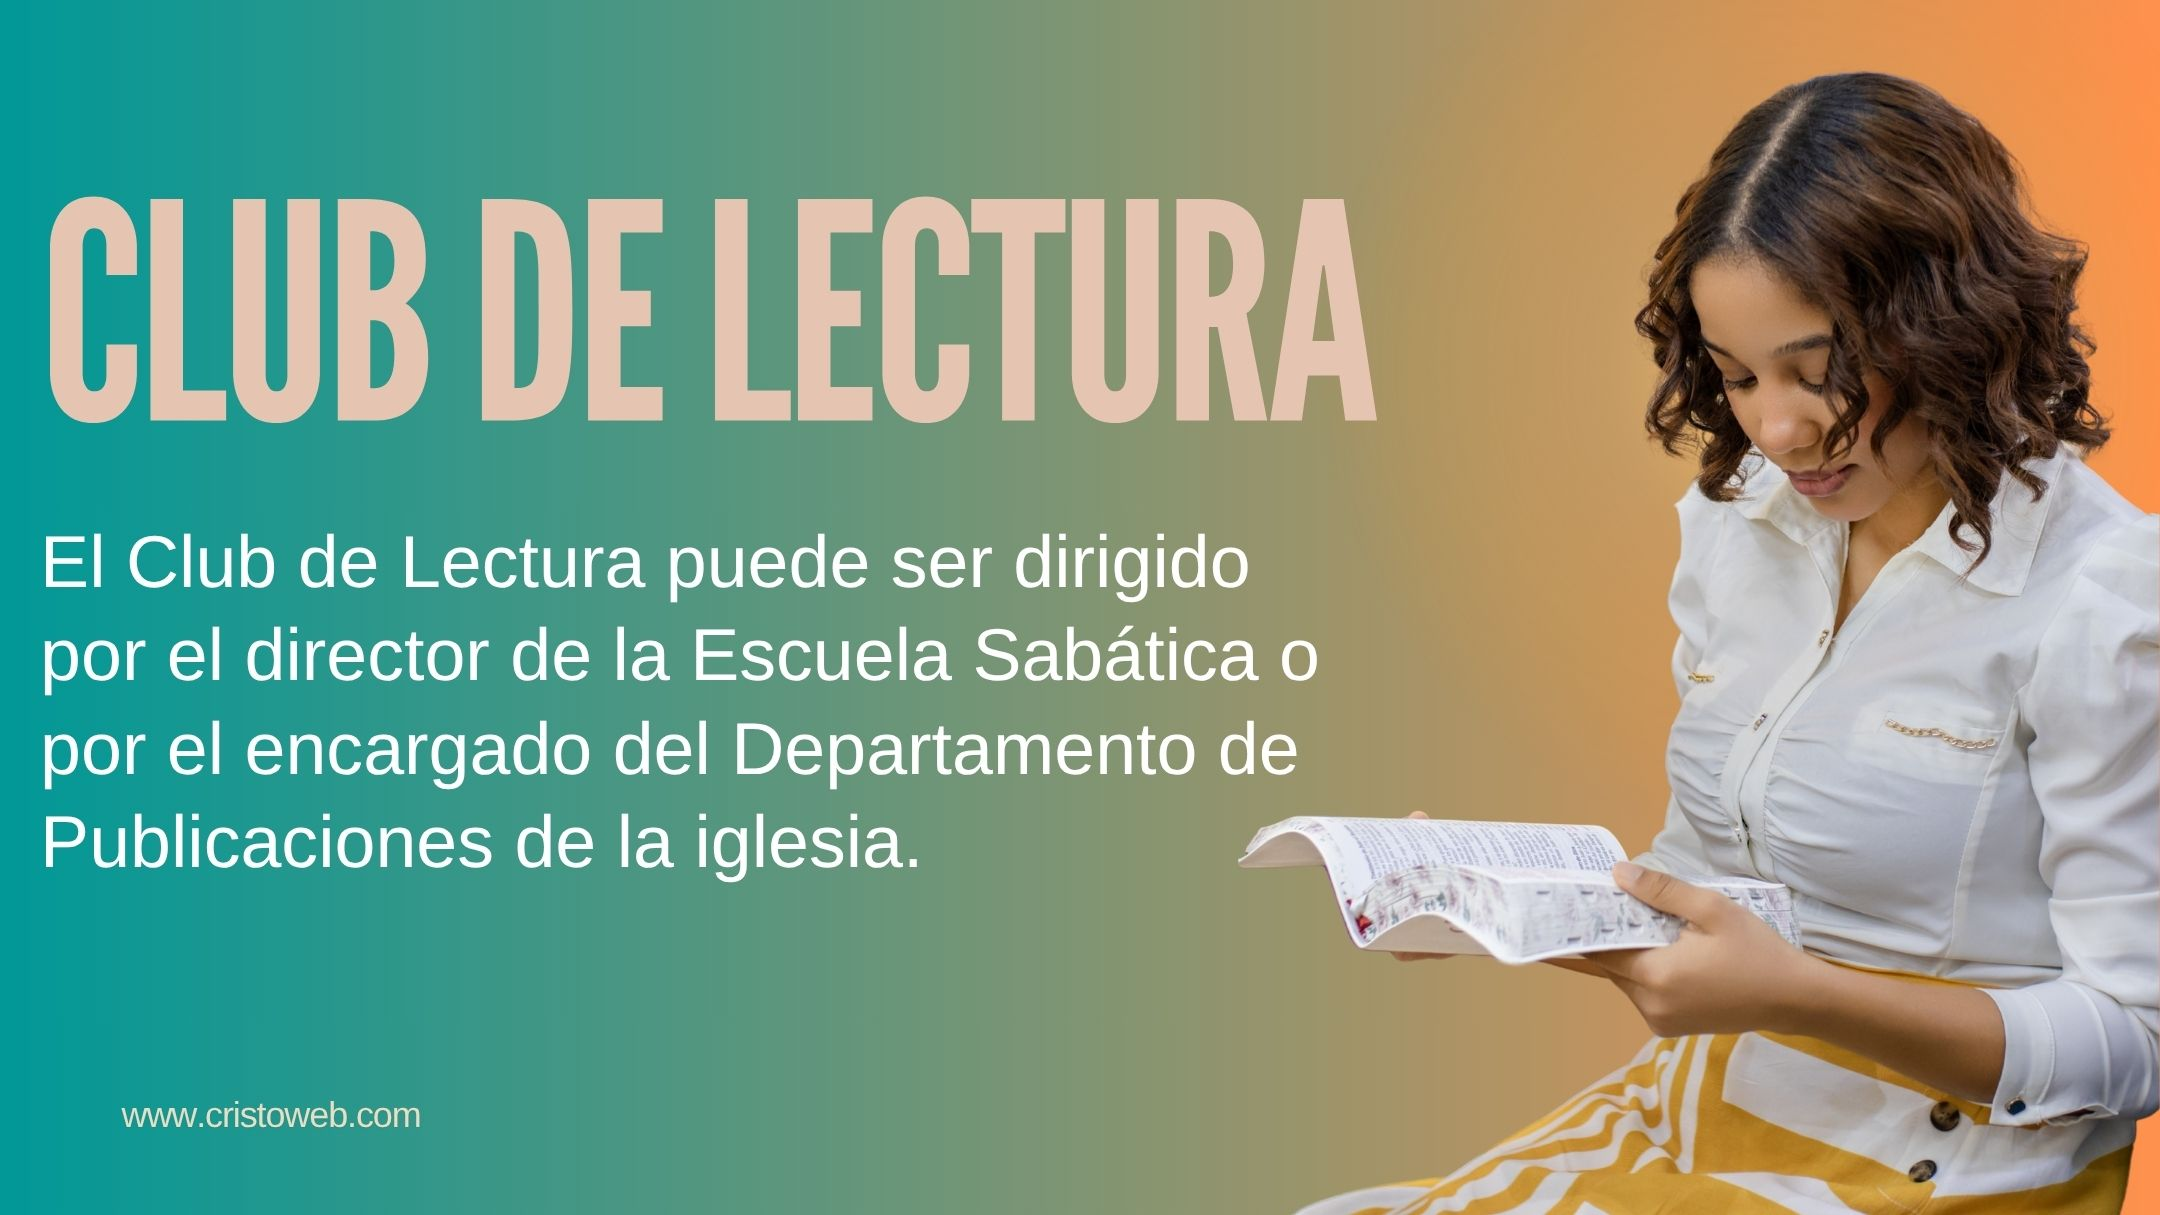 CLUB DE LECTURA
El Club de Lectura puede ser dirigido
por el director de la Escuela Sabática o
por el encargado del Departamento de
Publicaciones de la iglesia.
www.cristoweb.com